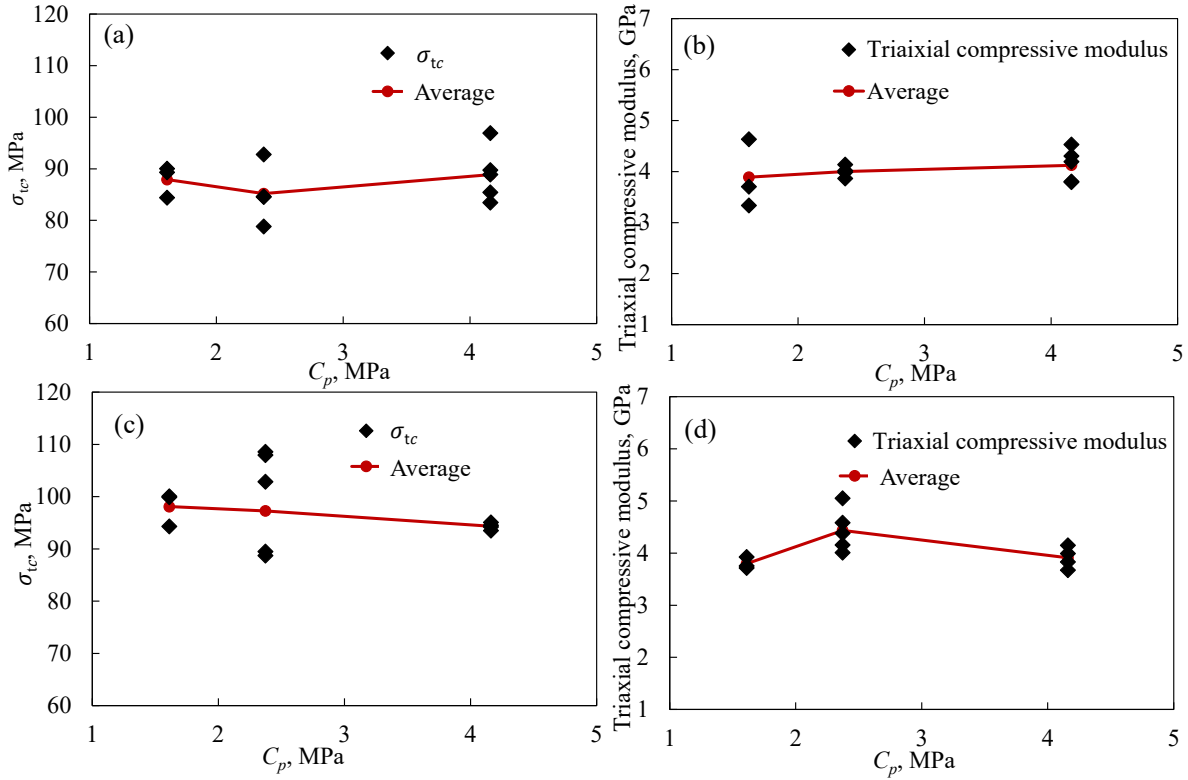 (a)
σtc
Average
σtc, MPa
120
110
100
90
80
70
60
1 2 3 4 5
Cp, MPa
(b)
Triaixial compressive modulus
Average
Triaxial compressive modulus, GPa
7
6
5
4
3
2
1
1 2 3 4 5
Cp, MPa
(c)
σtc
Average
σtc, MPa
120
110
100
90
80
70
60
1 2 3 4 5
Cp, MPa
(d)
Triaxial compressive modulus
Average
Triaxial compressive modulus, GPa
7
6
5
4
3
2
1
1 2 3 4 5
Cp, MPa